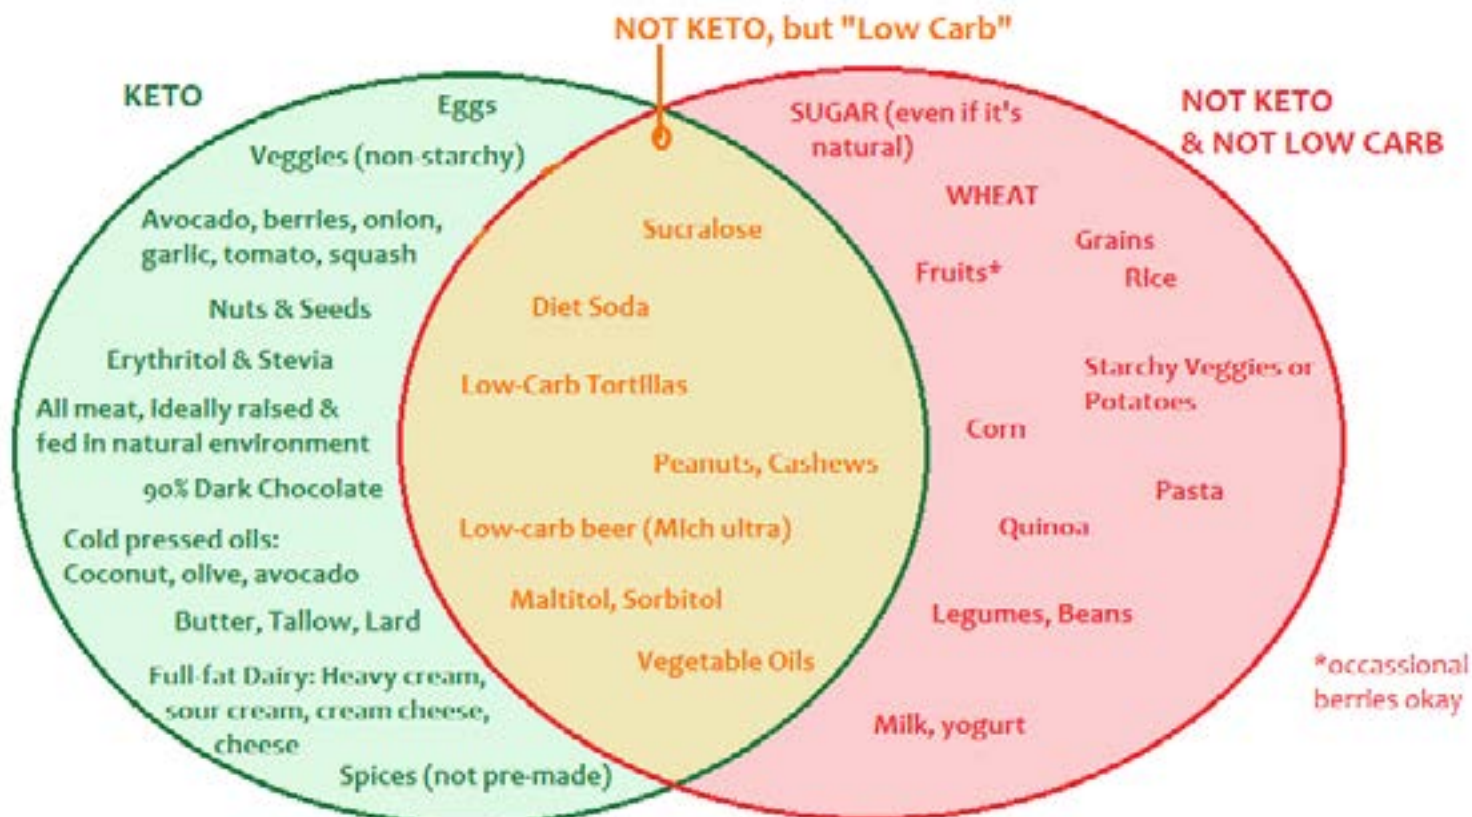 NOT KETO, but "Low Carb"
KETO
NOT KETO
& NOT LOW CARB
Eggs
Veggies (non-starchy)
Avocado, berries, onion,
garlic, tomato, squash
Nuts & Seeds
Erythritol & Stevia
All meat, ideally raised &
fed in natural environment
90% Dark Chocolate
Cold pressed oils:
Coconut, olive, avocado
Butter, Tallow, Lard
Full-fat Dairy: Heavy cream,
sour cream, cream cheese,
cheese
Spices (not pre-made)
Sucralose
Diet Soda
Low-Carb Tortillas
Peanuts, Cashews
Low-carb beer (Mich ultra)
Maltitol, Sorbitol
Vegetable Oils
SUGAR (even if it's
natural)
WHEAT
Grains
Fruits*
Rice
Starchy Veggies or
Potatoes
Corn
Pasta
Quinoa
Legumes, Beans
Milk, yogurt
*occassional
berries okay